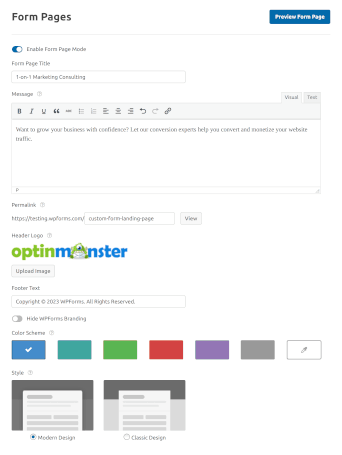 Form Pages
Preview Form Page
Enable Form Page Mode
Form Page Title
1-on-1 Marketing Consulting
Message
Visual Text
B I U “ ABC
Want to grow your business with confidence? Let our conversion experts help you convert and monetize your website
traffic.
P
Permalink
https://testing.wpforms.com/ custom-form-landing-page View
Header Logo
optinmonster
Upload Image
Footer Text
Copyright © 2023 WPForms, All Rights Reserved.
Hide WPForms Branding
Color Scheme
Style
Modern Design Classic Design